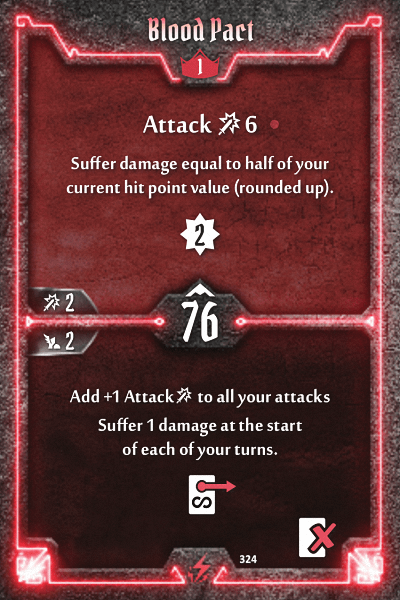 Blood Pact
1
Attack 6
Suffer damage equal to half of your
current hit point value (rounded up).
2
2
76
2
Add +1 Attack to all your attacks
Suffer 1 damage at the start
of each of your turns.
324